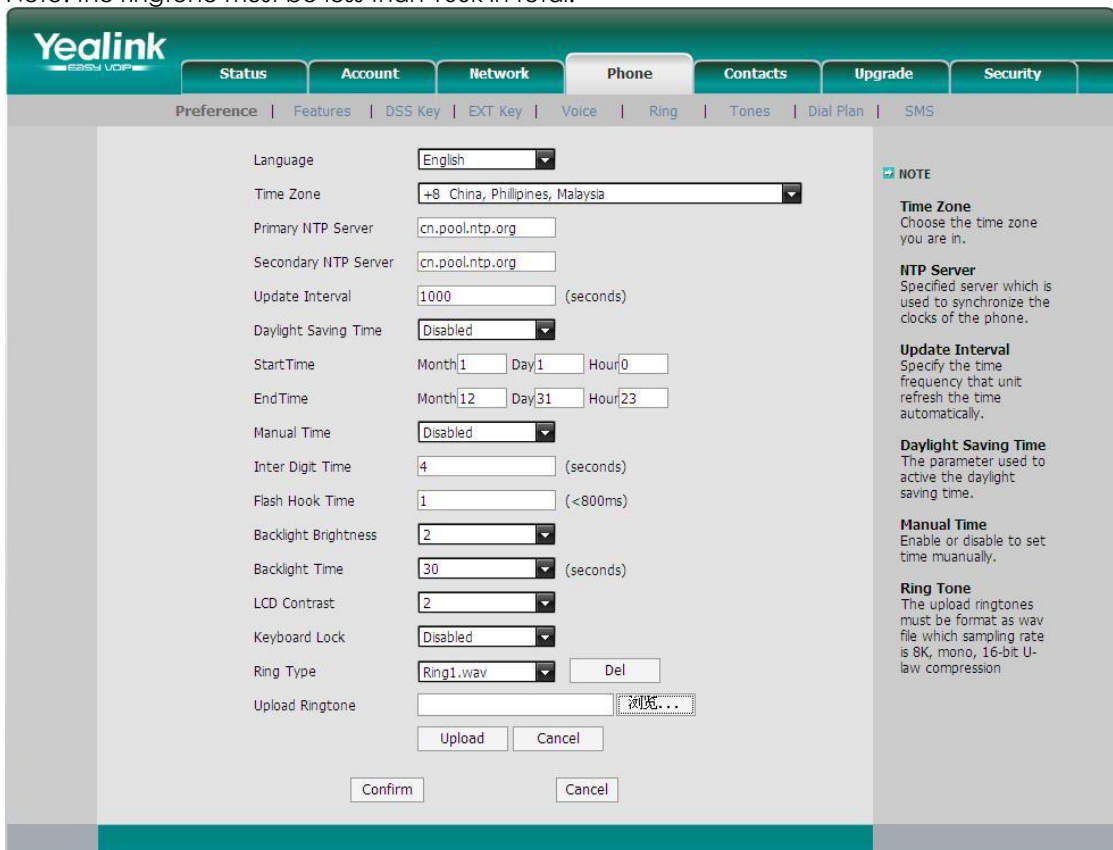 Note: the ringtone must be less than 100k in total.
Yealink
EASY VOIP
Status Account Network Phone Contacts Upgrade Security
Preference | Features | DSS Key | EXT Key | Voice | Ring | Tones | Dial Plan | SMS
Language English
Time Zone +8 China, Phillipines, Malaysia
Primary NTP Server cn.pool.ntp.org
Secondary NTP Server cn.pool.ntp.org
Update Interval 1000 (seconds)
Daylight Saving Time Disabled
StartTime Month 1 Day 1 Hour 0
EndTime Month 12 Day 31 Hour 23
Manual Time Disabled
Inter Digit Time 4 (seconds)
Flash Hook Time 1 (<800ms)
Backlight Brightness 2
Backlight Time 30 (seconds)
LCD Contrast 2
Keyboard Lock Disabled
Ring Type Ring1.wav Del
Upload Ringtone 浏览...
Upload Cancel
Confirm Cancel
NOTE
Time Zone
Choose the time zone
you are in.
NTP Server
Specified server which is
used to synchronize the
clocks of the phone.
Update Interval
Specify the time
frequency that unit
refresh the time
automatically.
Daylight Saving Time
The parameter used to
active the daylight
saving time.
Manual Time
Enable or disable to set
time muanually.
Ring Tone
The upload ringtones
must be format as wav
file which sampling rate
is 8K, mono, 16-bit U-
law compression